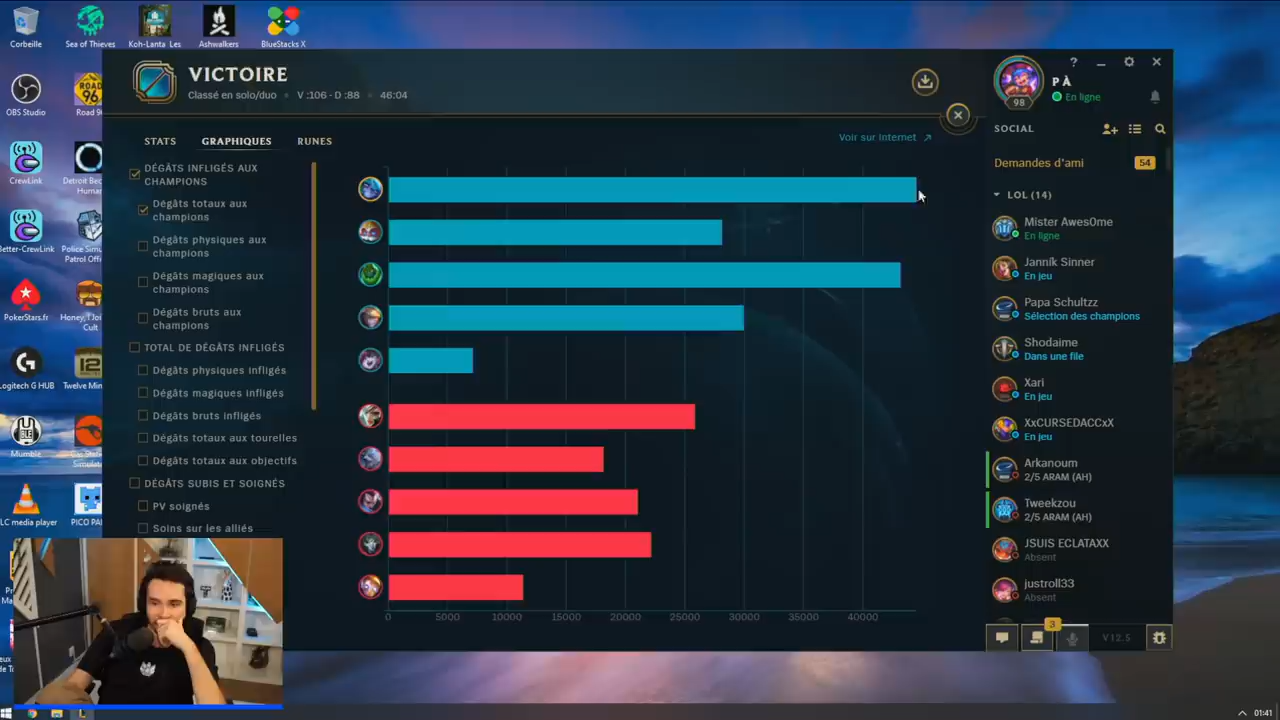 Corbeille
Sea of Thieves
Koh-Lanta Les
Ashwalkers
BlueStacks X
OBS Studio
Road 96
CrewLink
Better-CrewLink
PokerStars.fr
Logitech G HUB
Mumble
PICO PA
VICTOIRE
Classé en solo/duo • V :106 - D :88 • 46:04
STATS
GRAPHIQUES
RUNES
Voir sur Internet
DÉGÂTS INFLIGÉS AUX
CHAMPIONS
Dégâts totaux aux
champions
Dégâts physiques aux
champions
Dégâts magiques aux
champions
Dégâts bruts aux
champions
TOTAL DE DÉGÂTS INFLIGÉS
Dégâts physiques infligés
Dégâts magiques infligés
Dégâts bruts infligés
Dégâts totaux aux tourelles
Dégâts totaux aux objectifs
DÉGÂTS SUBIS ET SOIGNÉS
PV soignés
Soins sur les alliés
0 5000 10000 15000 20000 25000 30000 35000 40000
98
P À
En ligne
SOCIAL
Demandes d'ami
54
LOL (14)
Mister Awes0me
En ligne
Jannik Sinner
En jeu
Papa Schultzz
Sélection des champions
Shodaime
Dans une file
Xari
En jeu
XxCURSEDACCxX
En jeu
Arkanoum
2/5 ARAM (AH)
Tweekzou
2/5 ARAM (AH)
JSUIS ECLATAXX
Absent
justroll33
Absent
3
V12.5
01:41